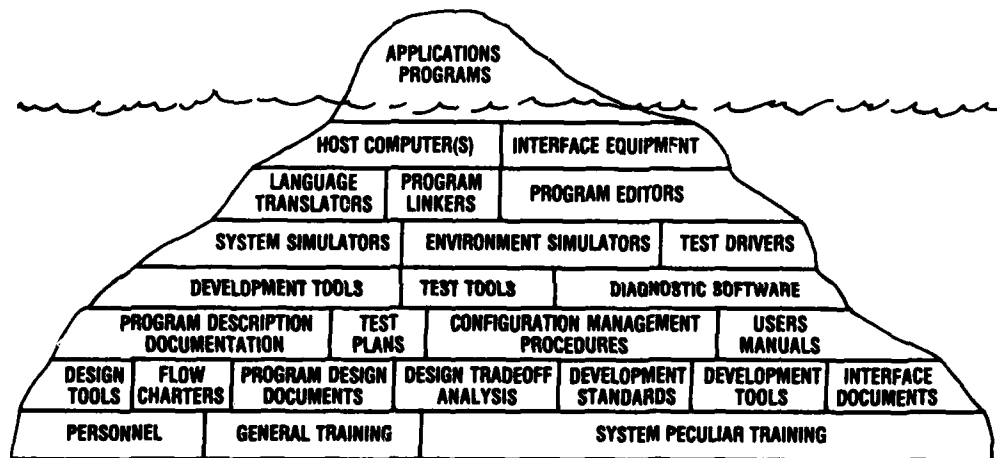 APPLICATIONS
PROGRAMS
HOST COMPUTER(S)
INTERFACE EQUIPMENT
LANGUAGE
TRANSLATORS
PROGRAM
LINKERS
PROGRAM EDITORS
SYSTEM SIMULATORS
ENVIRONMENT SIMULATORS
TEST DRIVERS
DEVELOPMENT TOOLS
TEST TOOLS
DIAGNOSTIC SOFTWARE
PROGRAM DESCRIPTION
DOCUMENTATION
TEST
PLANS
CONFIGURATION MANAGEMENT
PROCEDURES
USERS
MANUALS
DESIGN
TOOLS
FLOW
CHARTERS
PROGRAM DESIGN
DOCUMENTS
DESIGN TRADEOFF
ANALYSIS
DEVELOPMENT
STANDARDS
DEVELOPMENT
TOOLS
INTERFACE
DOCUMENTS
PERSONNEL
GENERAL TRAINING
SYSTEM PECULIAR TRAINING